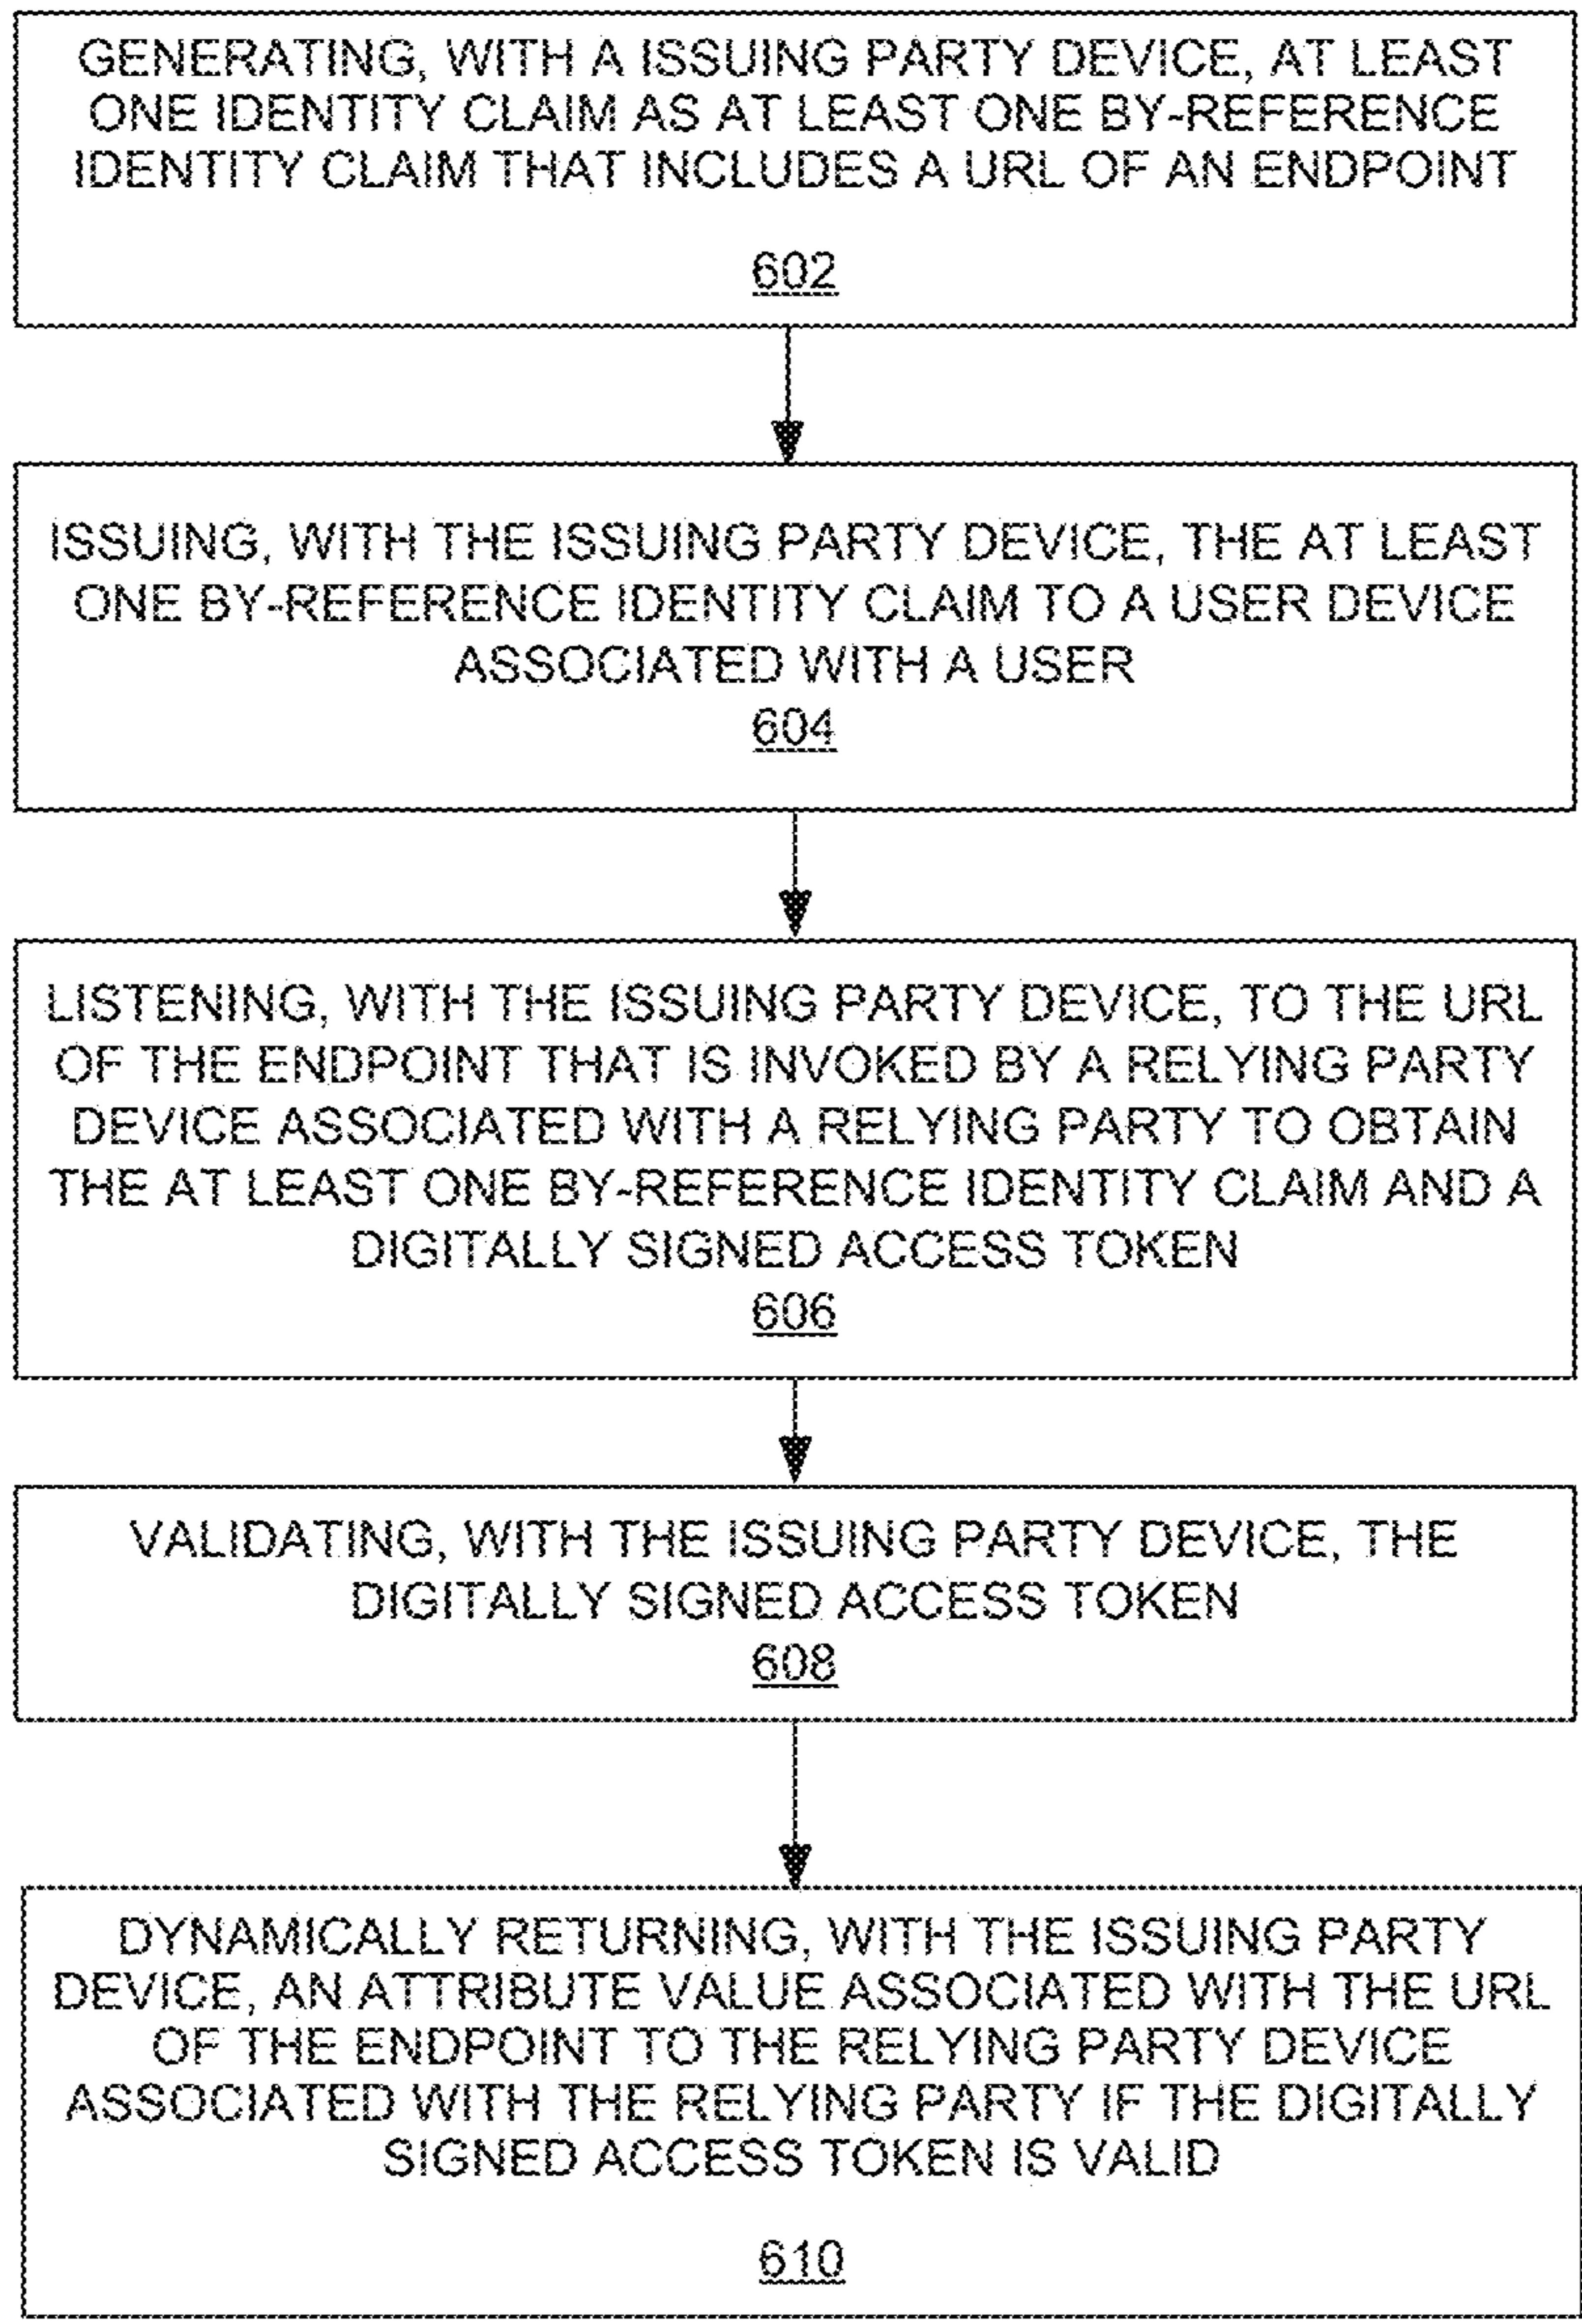 GENERATING, WITH A ISSUING PARTY DEVICE, AT LEAST
ONE IDENTITY CLAIM AS AT LEAST ONE BY-REFERENCE
IDENTITY CLAIM THAT INCLUDES A URL OF AN ENDPOINT
602
ISSUING, WITH THE ISSUING PARTY DEVICE, THE AT LEAST
ONE BY-REFERENCE IDENTITY CLAIM TO A USER DEVICE
ASSOCIATED WITH A USER
604
LISTENING, WITH THE ISSUING PARTY DEVICE, TO THE URL
OF THE ENDPOINT THAT IS INVOKED BY A RELYING PARTY
DEVICE ASSOCIATED WITH A RELYING PARTY TO OBTAIN
THE AT LEAST ONE BY-REFERENCE IDENTITY CLAIM AND A
DIGITALLY SIGNED ACCESS TOKEN
606
VALIDATING, WITH THE ISSUING PARTY DEVICE, THE
DIGITALLY SIGNED ACCESS TOKEN
608
DYNAMICALLY RETURNING, WITH THE ISSUING PARTY
DEVICE, AN ATTRIBUTE VALUE ASSOCIATED WITH THE URL
OF THE ENDPOINT TO THE RELYING PARTY DEVICE
ASSOCIATED WITH THE RELYING PARTY IF THE DIGITALLY
SIGNED ACCESS TOKEN IS VALID
610